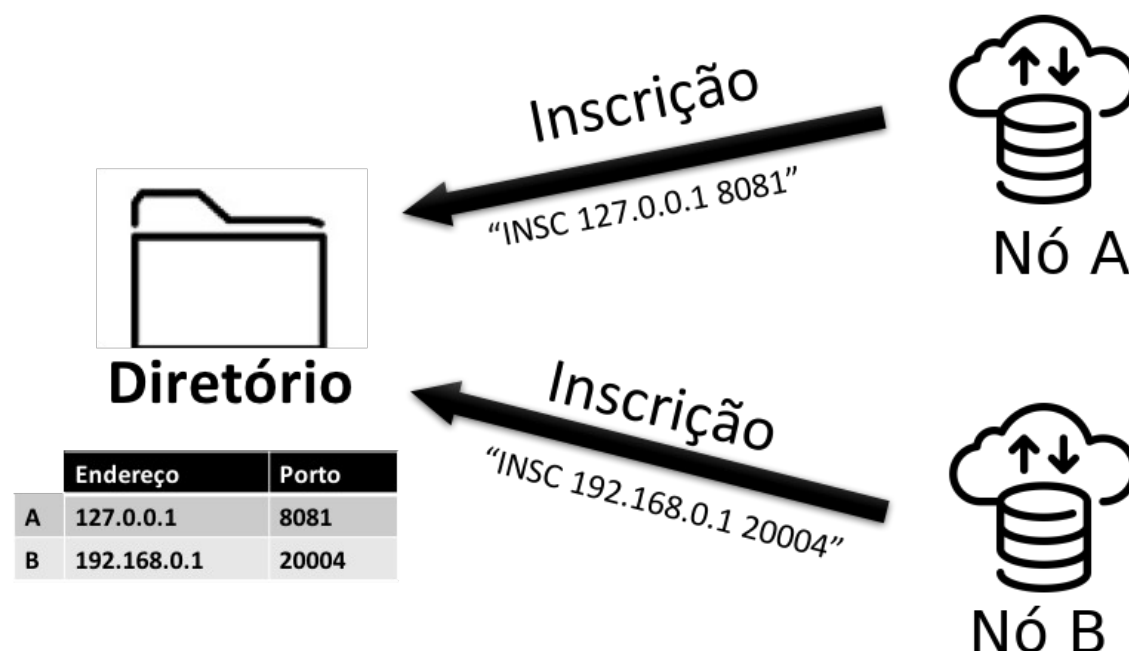 Inscrição
“INSC 127.0.0.1 8081”
Nó A
Diretório
Inscrição
“INSC 192.168.0.1 20004”
Nó B
Endereço Porto
A 127.0.0.1 8081
B 192.168.0.1 20004